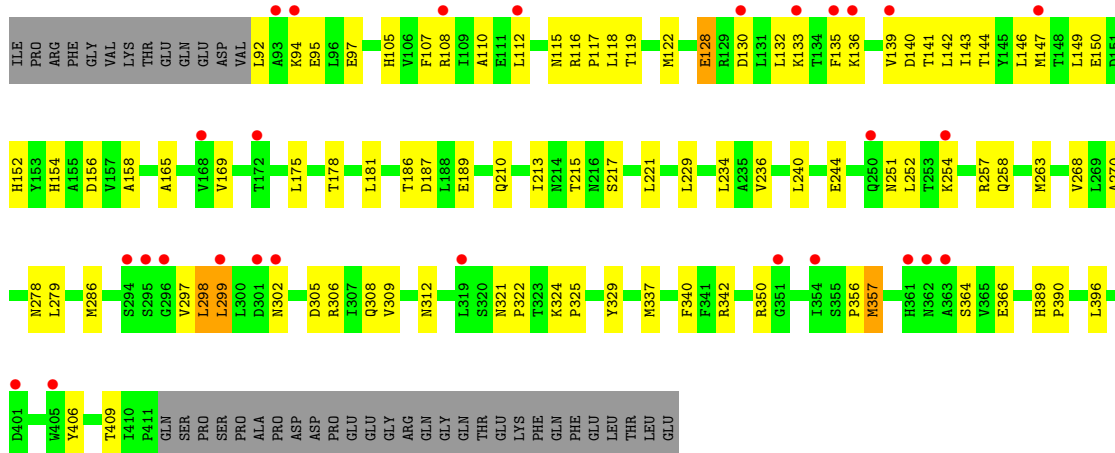 ILE PRO ARG PHE GLY VAL LYS THR GLU GLN GLU ASP VAL L92 A93 K94 E95 L96 E97 H105 V106 F107 R108 I109 A110 E111 L112 N115 R116 P117 L118 T119 M122 E128 R129 D130 L131 L132 K133 T134 F135 K136 V139 D140 T141 L142 I143 T144 Y145 L146 M147 T148 L149 E150 D151
H152 Y153 H154 A155 D156 V157 A158 A165 V168 V169 T172 L175 T178 L181 T186 D187 L188 E189 Q210 I213 N214 T215 N216 S217 L221 L229 L234 A235 V236 L240 E244 Q250 N251 L252 T253 K254 R257 Q258 M263 V268 L269
N278 L279 M286 S294 S295 G296 V297 L298 L299 L300 D301 N302 D305 R306 I307 Q308 V309 N312 L319 S320 N321 P322 T323 K324 P325 Y329 M337 F340 F341 R342 R350 G351 I354 S355 P356 M357 H361 N362 A363 S364 V365 E366 H389 P390 L396
D401 W405 Y406 T409 I410 P411 GLN SER PRO SER PRO ALA PRO ASP ASP PRO GLU GLU GLY ARG GLN GLY GLN THR GLU LYS PHE GLN PHE GLU LEU THR LEU GLU